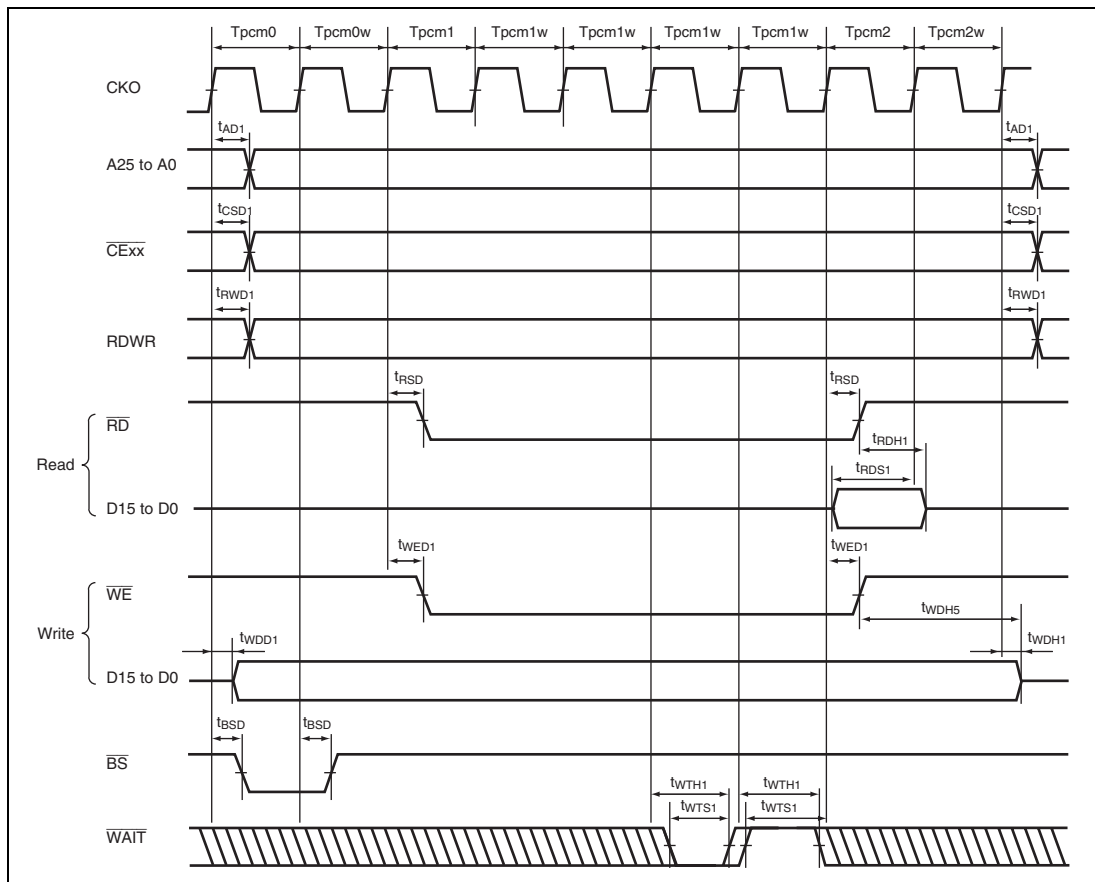 Tpcm0 Tpcm0w Tpcm1 Tpcm1w Tpcm1w Tpcm1w Tpcm1w Tpcm2 Tpcm2w
CKO
tAD1 tAD1
A25 to A0
tCSD1 tCSD1
CExx
tRWD1 tRWD1
RDWR
tRSD tRSD
RD
tRDH1
Read
tRDS1
D15 to D0
tWED1 tWED1
WE
tWDH5
Write
tWDD1 tWDH1
D15 to D0
tBSD tBSD
BS
tWTH1 tWTH1
tWTS1 tWTS1
WAIT